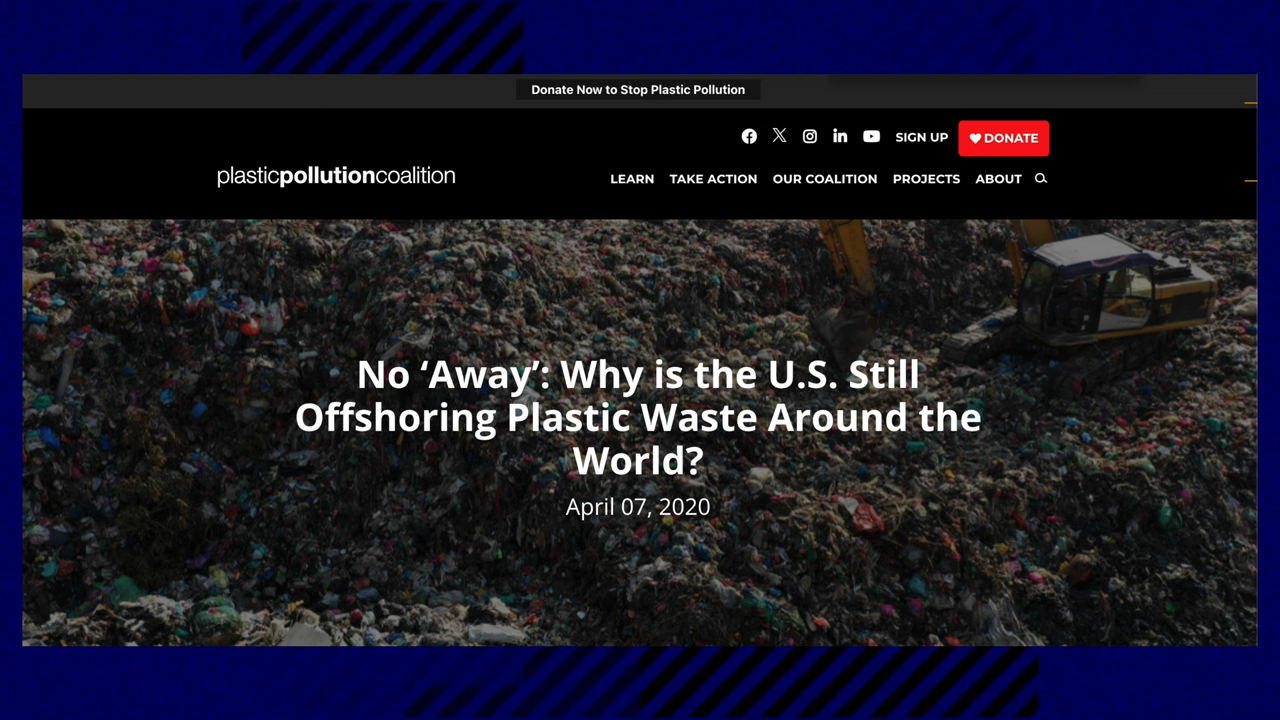 Donate Now to Stop Plastic Pollution
SIGN UP
DONATE
plasticpollutioncoalition
LEARN TAKE ACTION OUR COALITION PROJECTS ABOUT
No ‘Away’: Why is the U.S. Still
Offshoring Plastic Waste Around the
World?
April 07, 2020